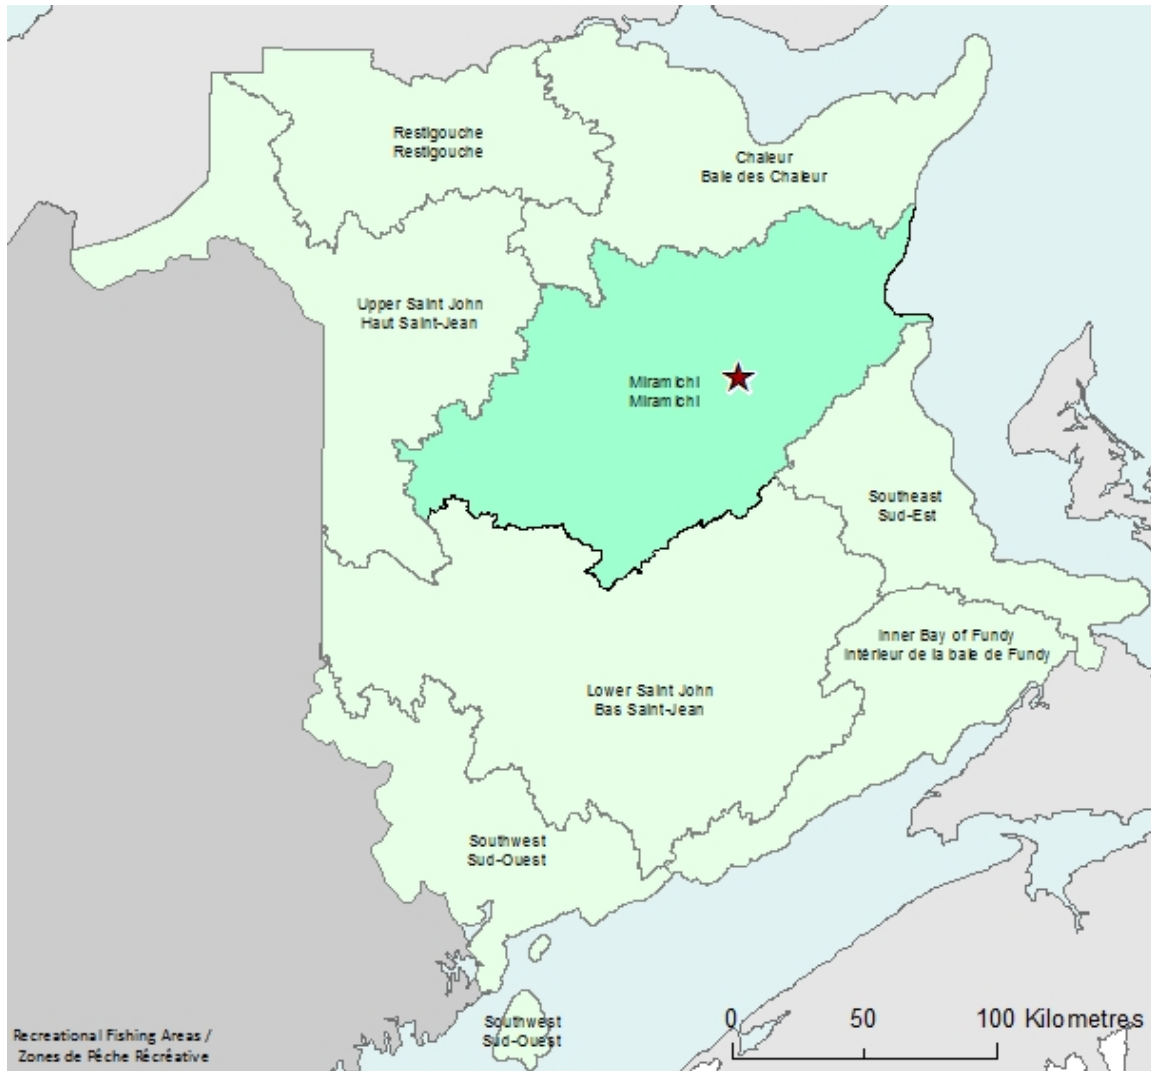 Restigouche
Restigouche
Chaleur
Baie des Chaleur
Upper Saint John
Haut Saint-Jean
Miramichi
Miramichi
Southeast
Sud-Est
Inner Bay of Fundy
Intérieur de la baie de Fundy
Lower Saint John
Bas Saint-Jean
Southwest
Sud-Ouest
Southwest
Sud-Ouest
0 50 100 Kilometres
Recreational Fishing Areas /
Zones de Pêche Récréative